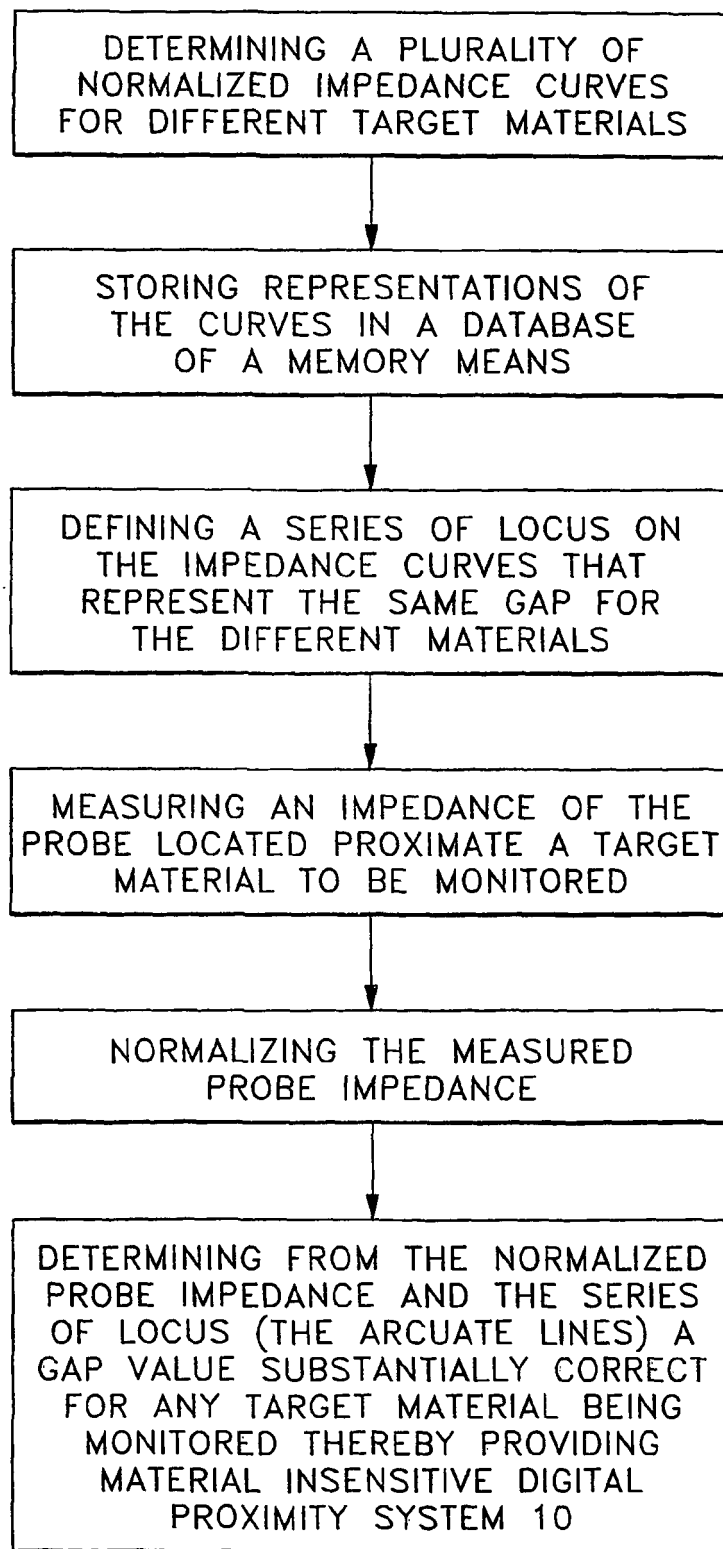 DETERMINING A PLURALITY OF
NORMALIZED IMPEDANCE CURVES
FOR DIFFERENT TARGET MATERIALS
STORING REPRESENTATIONS OF
THE CURVES IN A DATABASE
OF A MEMORY MEANS
DEFINING A SERIES OF LOCUS ON
THE IMPEDANCE CURVES THAT
REPRESENT THE SAME GAP FOR
THE DIFFERENT MATERIALS
MEASURING AN IMPEDANCE OF THE
PROBE LOCATED PROXIMATE A TARGET
MATERIAL TO BE MONITORED
NORMALIZING THE MEASURED
PROBE IMPEDANCE
DETERMINING FROM THE NORMALIZED
PROBE IMPEDANCE AND THE SERIES
OF LOCUS (THE ARCUATE LINES) A
GAP VALUE SUBSTANTIALLY CORRECT
FOR ANY TARGET MATERIAL BEING
MONITORED THEREBY PROVIDING
MATERIAL INSENSITIVE DIGITAL
PROXIMITY SYSTEM 10